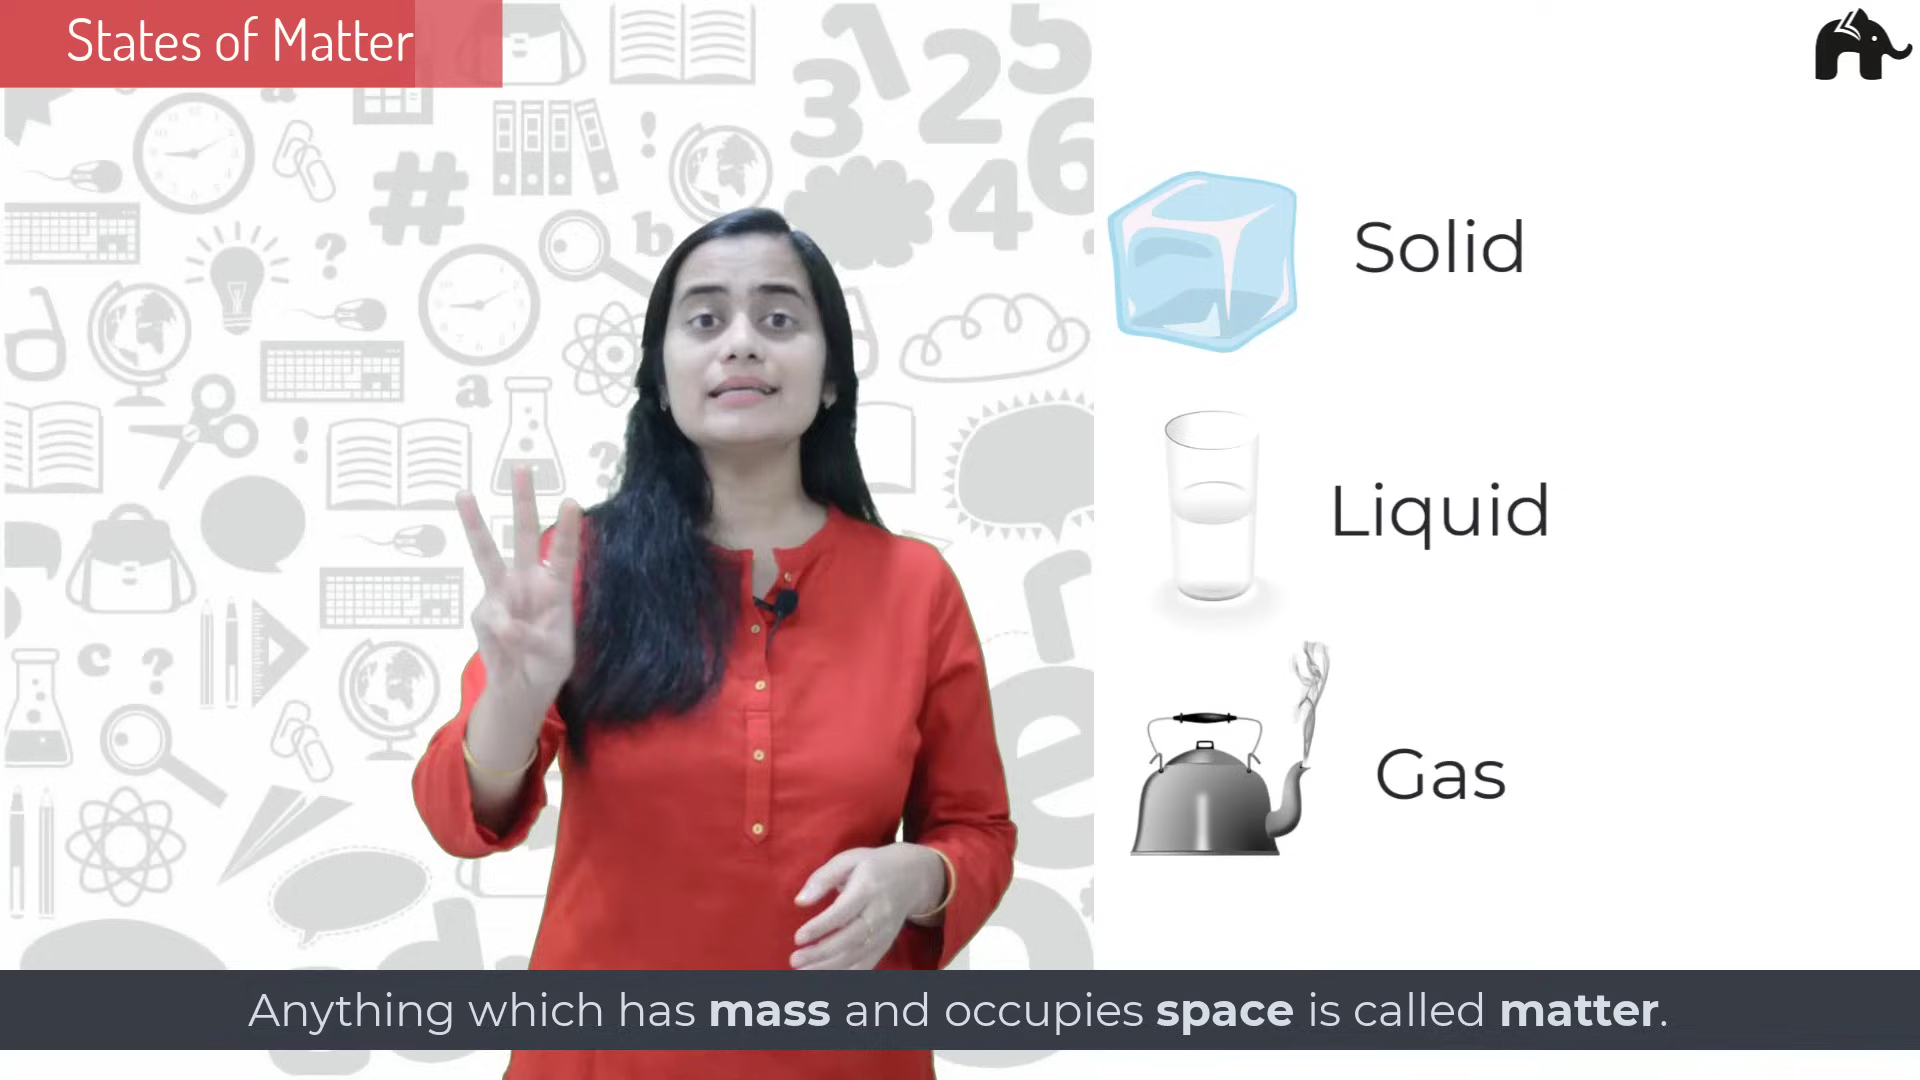 States of Matter
Solid
Liquid
Gas
Anything which has mass and occupies space is called matter.